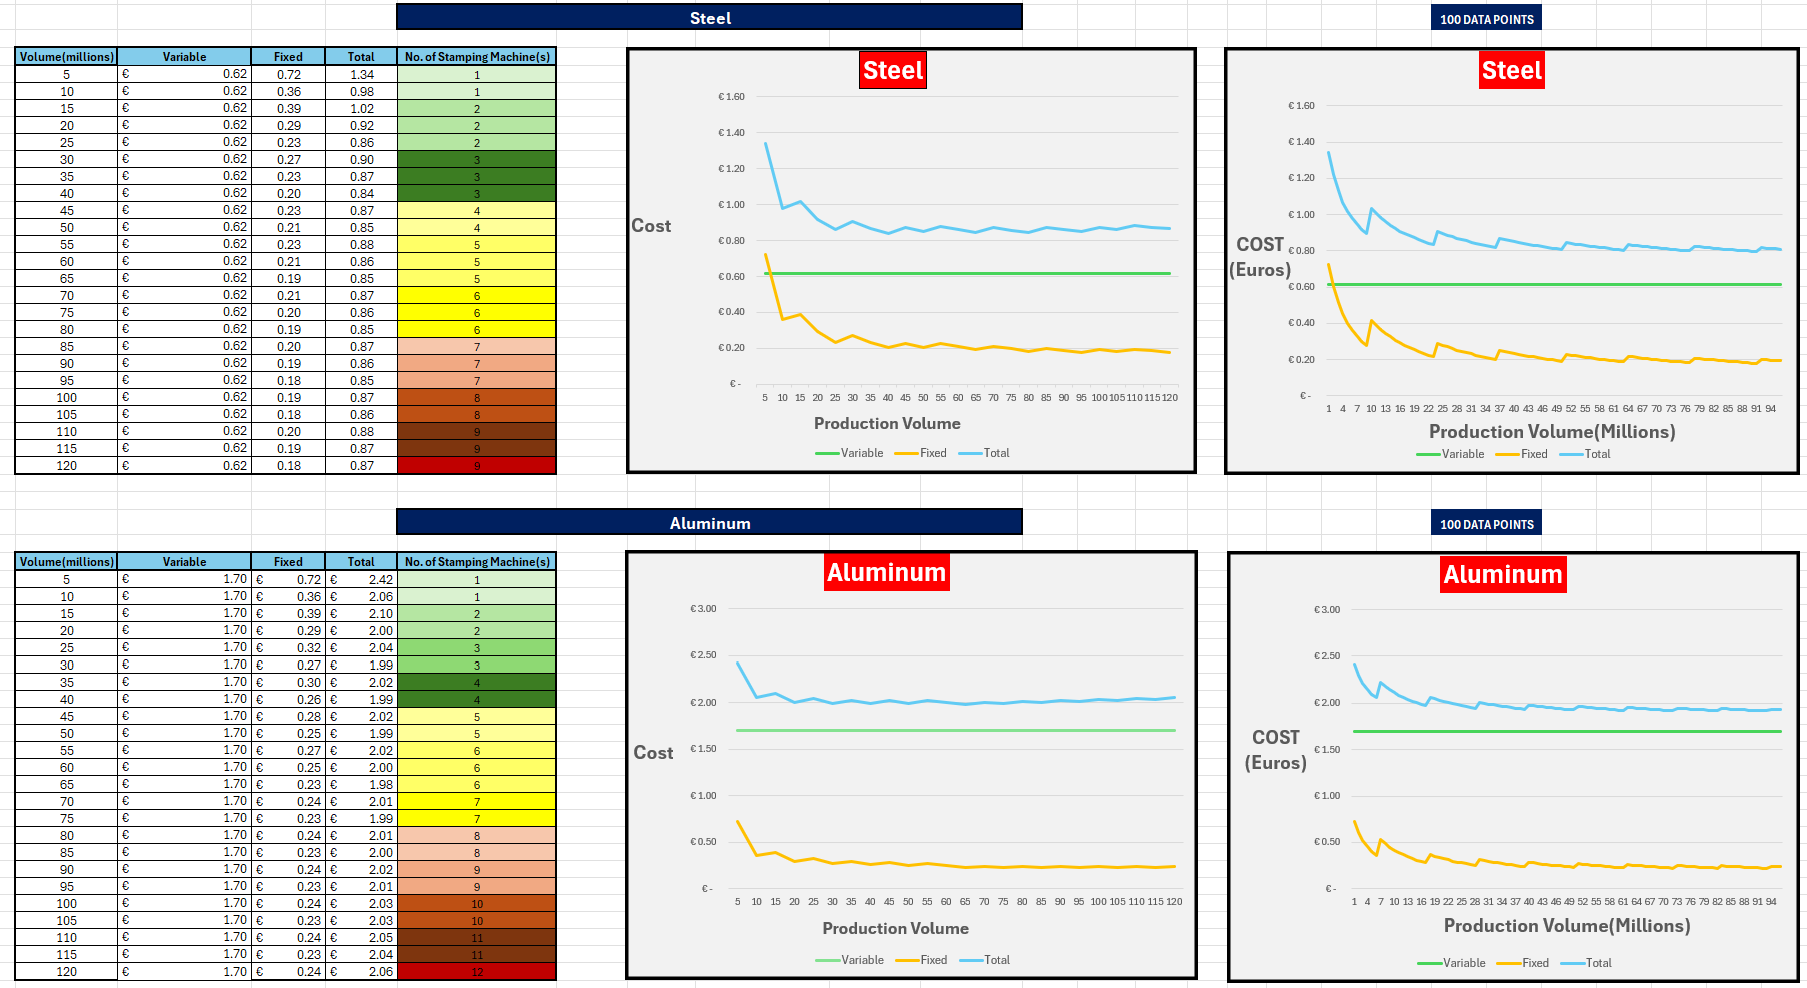 Steel
100 DATA POINTS
Volume(millions) Variable Fixed Total No. of Stamping Machine(s)
5 € 0.62 0.72 1.34 1
10 € 0.62 0.36 0.98 1
15 € 0.62 0.39 1.02 2
20 € 0.62 0.29 0.92 2
25 € 0.62 0.23 0.86 2
30 € 0.62 0.27 0.90 3
35 € 0.62 0.23 0.87 3
40 € 0.62 0.20 0.84 3
45 € 0.62 0.23 0.87 4
50 € 0.62 0.21 0.85 4
55 € 0.62 0.23 0.88 5
60 € 0.62 0.21 0.86 5
65 € 0.62 0.19 0.85 5
70 € 0.62 0.21 0.87 6
75 € 0.62 0.20 0.86 6
80 € 0.62 0.19 0.85 6
85 € 0.62 0.20 0.87 7
90 € 0.62 0.19 0.86 7
95 € 0.62 0.18 0.85 7
100 € 0.62 0.19 0.87 8
105 € 0.62 0.18 0.86 8
110 € 0.62 0.20 0.88 9
115 € 0.62 0.19 0.87 9
120 € 0.62 0.18 0.87 9
Steel
€ 1.60
€ 1.40
€ 1.20
€ 1.00
€ 0.80
€ 0.60
€ 0.40
€ 0.20
€ -
Cost
5 10 15 20 25 30 35 40 45 50 55 60 65 70 75 80 85 90 95 100 105 110 115 120
Production Volume
Variable Fixed Total
Steel
€ 1.60
€ 1.40
€ 1.20
€ 1.00
€ 0.80
€ 0.60
€ 0.40
€ 0.20
€ -
COST
(Euros)
1 4 7 10 13 16 19 22 25 28 31 34 37 40 43 46 49 52 55 58 61 64 67 70 73 76 79 82 85 88 91 94
Production Volume(Millions)
Variable Fixed Total
Aluminum
100 DATA POINTS
Volume(millions) Variable Fixed Total No. of Stamping Machine(s)
5 € 1.70 € 0.72 € 2.42 1
10 € 1.70 € 0.36 € 2.06 1
15 € 1.70 € 0.39 € 2.10 2
20 € 1.70 € 0.29 € 2.00 2
25 € 1.70 € 0.32 € 2.04 3
30 € 1.70 € 0.27 € 1.99 3
35 € 1.70 € 0.30 € 2.02 4
40 € 1.70 € 0.26 € 1.99 4
45 € 1.70 € 0.28 € 2.02 5
50 € 1.70 € 0.25 € 1.99 5
55 € 1.70 € 0.27 € 2.02 6
60 € 1.70 € 0.25 € 2.00 6
65 € 1.70 € 0.23 € 1.98 6
70 € 1.70 € 0.24 € 2.01 7
75 € 1.70 € 0.23 € 1.99 7
80 € 1.70 € 0.24 € 2.01 8
85 € 1.70 € 0.23 € 2.00 8
90 € 1.70 € 0.24 € 2.02 9
95 € 1.70 € 0.23 € 2.01 9
100 € 1.70 € 0.24 € 2.03 10
105 € 1.70 € 0.23 € 2.03 10
110 € 1.70 € 0.24 € 2.05 11
115 € 1.70 € 0.23 € 2.04 11
120 € 1.70 € 0.24 € 2.06 12
Aluminum
€ 3.00
€ 2.50
€ 2.00
€ 1.50
€ 1.00
€ 0.50
€ -
Cost
5 10 15 20 25 30 35 40 45 50 55 60 65 70 75 80 85 90 95 100 105 110 115 120
Production Volume
Variable Fixed Total
Aluminum
€ 3.00
€ 2.50
€ 2.00
€ 1.50
€ 1.00
€ 0.50
€ -
COST
(Euros)
1 4 7 10 13 16 19 22 25 28 31 34 37 40 43 46 49 52 55 58 61 64 67 70 73 76 79 82 85 88 91 94
Production Volume(Millions)
Variable Fixed Total